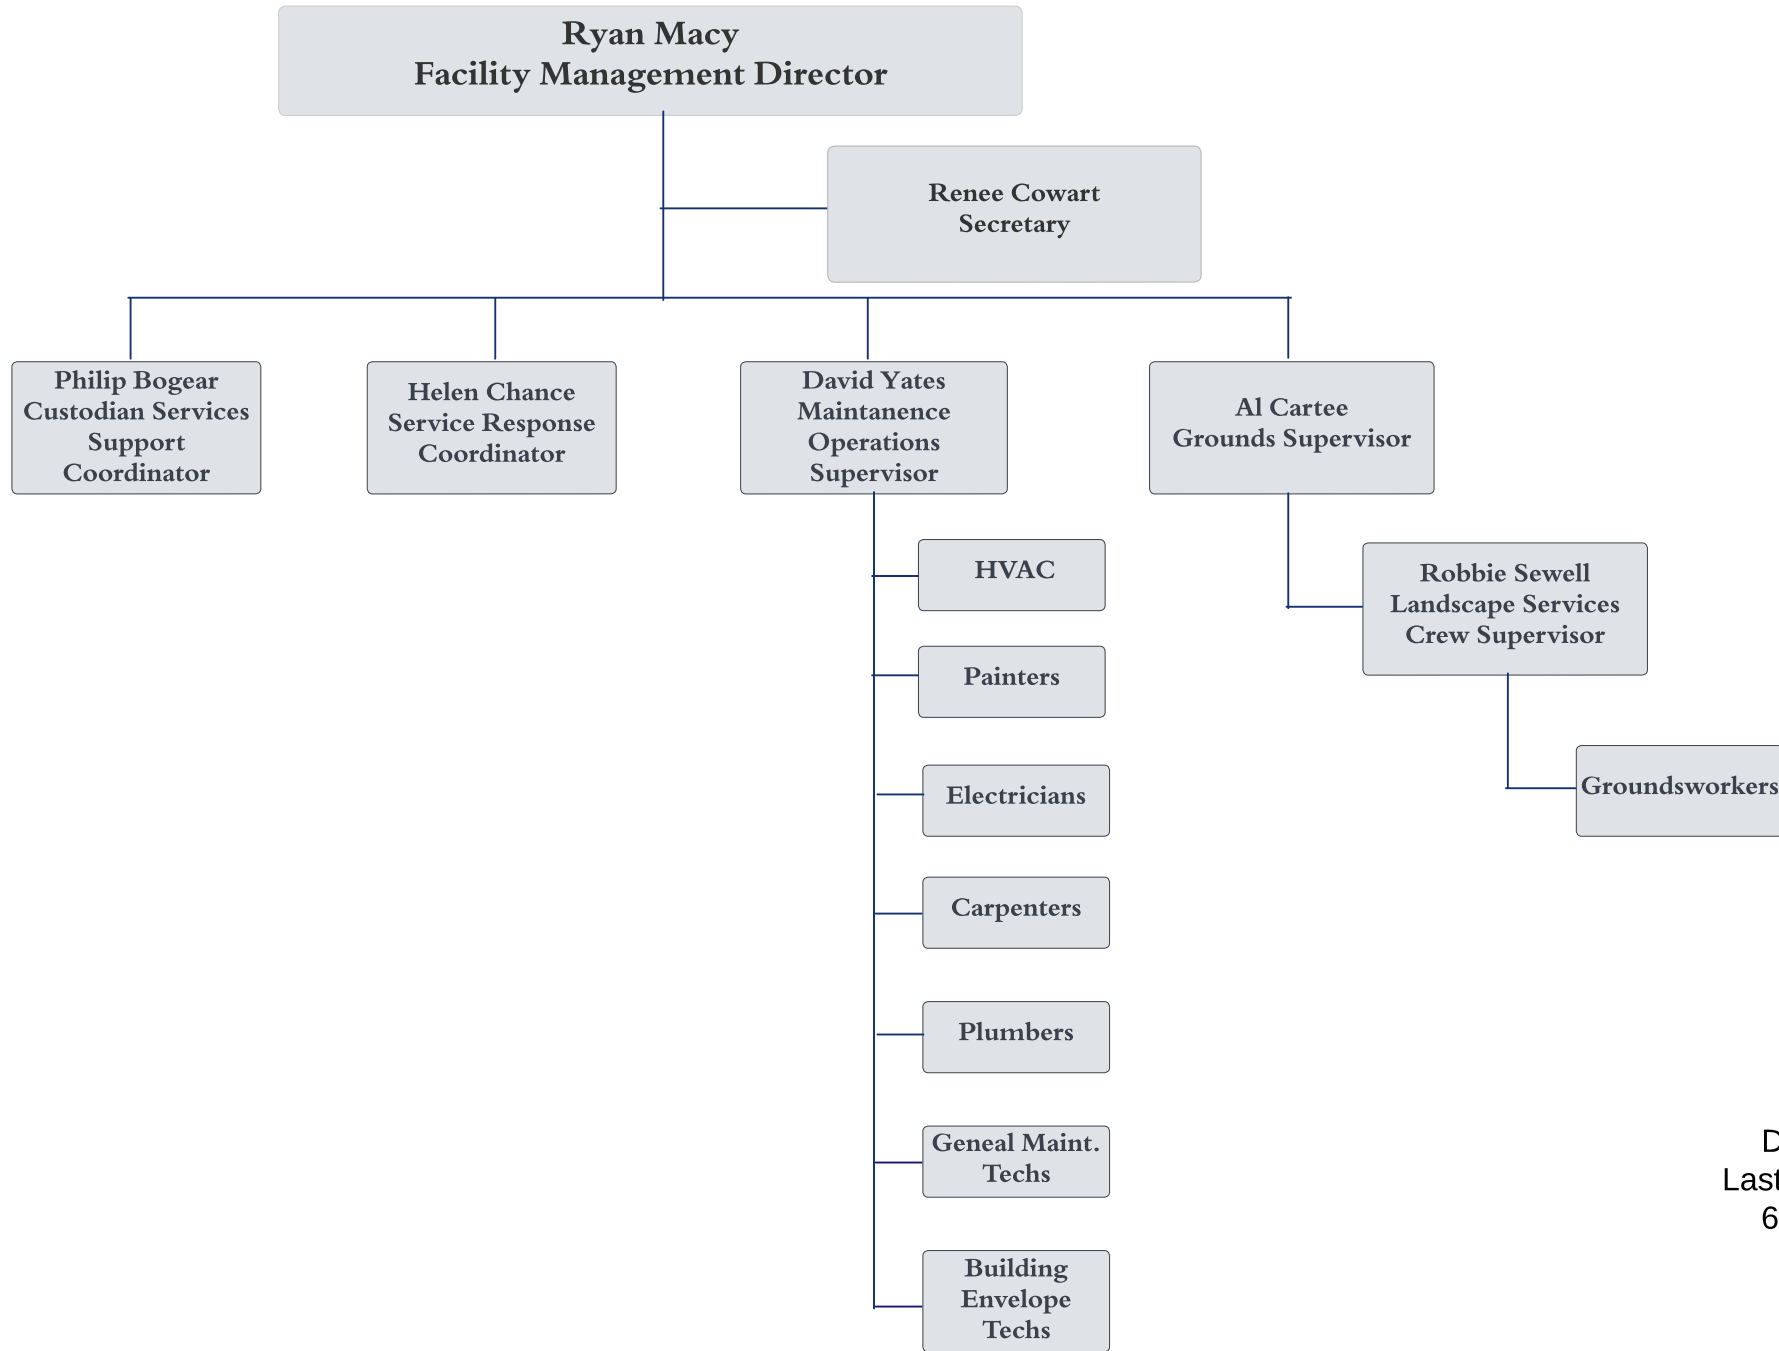 Ryan Macy
Facility Management Director
Renee Cowart
Secretary
Philip Bogear
Custodian Services
Support
Coordinator
Helen Chance
Service Response
Coordinator
David Yates
Maintanence
Operations
Supervisor
Al Cartee
Grounds Supervisor
HVAC
Painters
Electricians
Carpenters
Plumbers
Geneal Maint.
Techs
Building
Envelope
Techs
Robbie Sewell
Landscape Services
Crew Supervisor
Groundsworkers
Last